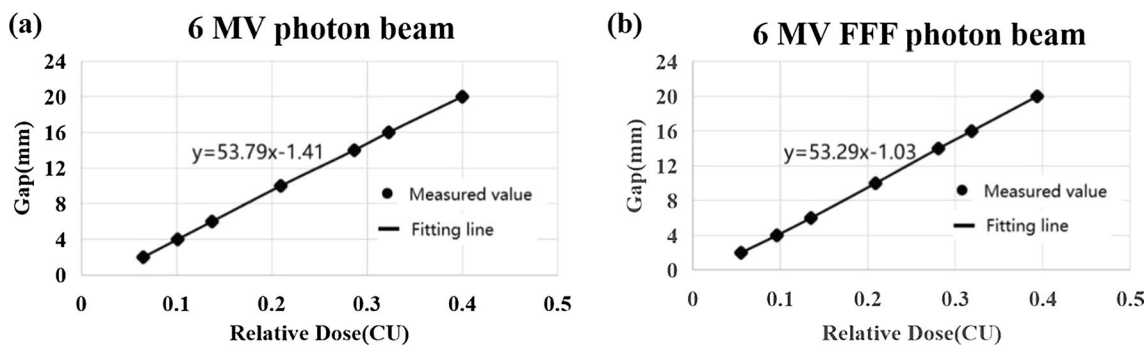 (a)
6 MV photon beam
Gap(mm)
24
20
16
12
8
4
0
y=53.79x-1.41
Measured value
Fitting line
0 0.1 0.2 0.3 0.4 0.5
Relative Dose(CU)
(b)
6 MV FFF photon beam
Gap(mm)
24
20
16
12
8
4
0
y=53.29x-1.03
Measured value
Fitting line
0 0.1 0.2 0.3 0.4 0.5
Relative Dose(CU)